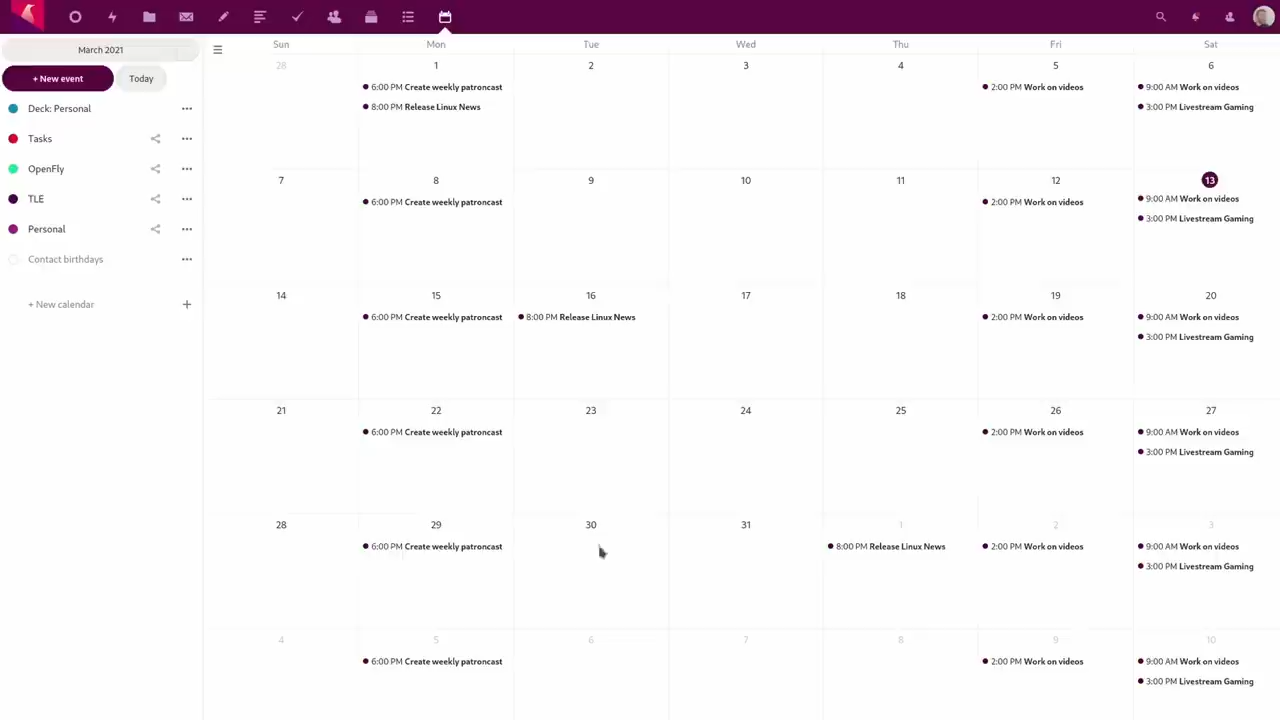 Sun Mon Tue Wed Thu Fri Sat
March 2021
+ New event Today
Deck: Personal
Tasks
OpenFly
TLE
Personal
Contact birthdays
+ New calendar
28 1 2 3 4 5 6
6:00 PM Create weekly patroncast 2:00 PM Work on videos 9:00 AM Work on videos
8:00 PM Release Linux News 3:00 PM Livestream Gaming
7 8 9 10 11 12 13
6:00 PM Create weekly patroncast 2:00 PM Work on videos 9:00 AM Work on videos
3:00 PM Livestream Gaming
14 15 16 17 18 19 20
6:00 PM Create weekly patroncast 8:00 PM Release Linux News 2:00 PM Work on videos 9:00 AM Work on videos
3:00 PM Livestream Gaming
21 22 23 24 25 26 27
6:00 PM Create weekly patroncast 2:00 PM Work on videos 9:00 AM Work on videos
3:00 PM Livestream Gaming
28 29 30 31 1 2 3
6:00 PM Create weekly patroncast 8:00 PM Release Linux News 2:00 PM Work on videos 9:00 AM Work on videos
3:00 PM Livestream Gaming
4 5 6 7 8 9 10
6:00 PM Create weekly patroncast 2:00 PM Work on videos 9:00 AM Work on videos
3:00 PM Livestream Gaming